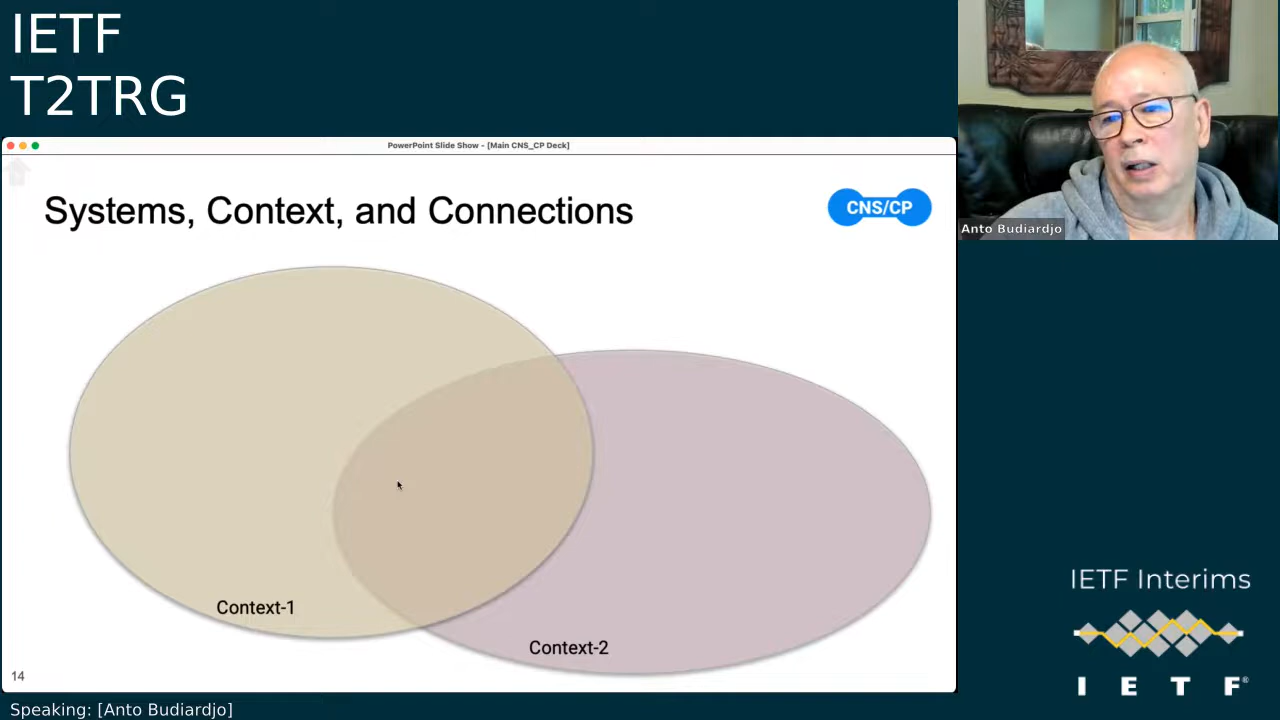 IETF
T2TRG
PowerPoint Slide Show - [Main CNS_CP Deck]
Systems, Context, and Connections
CNS/CP
Anto Budiardjo
Context-1
Context-2
14
IETF Interims
I E T F®
Speaking: [Anto Budiardjo]